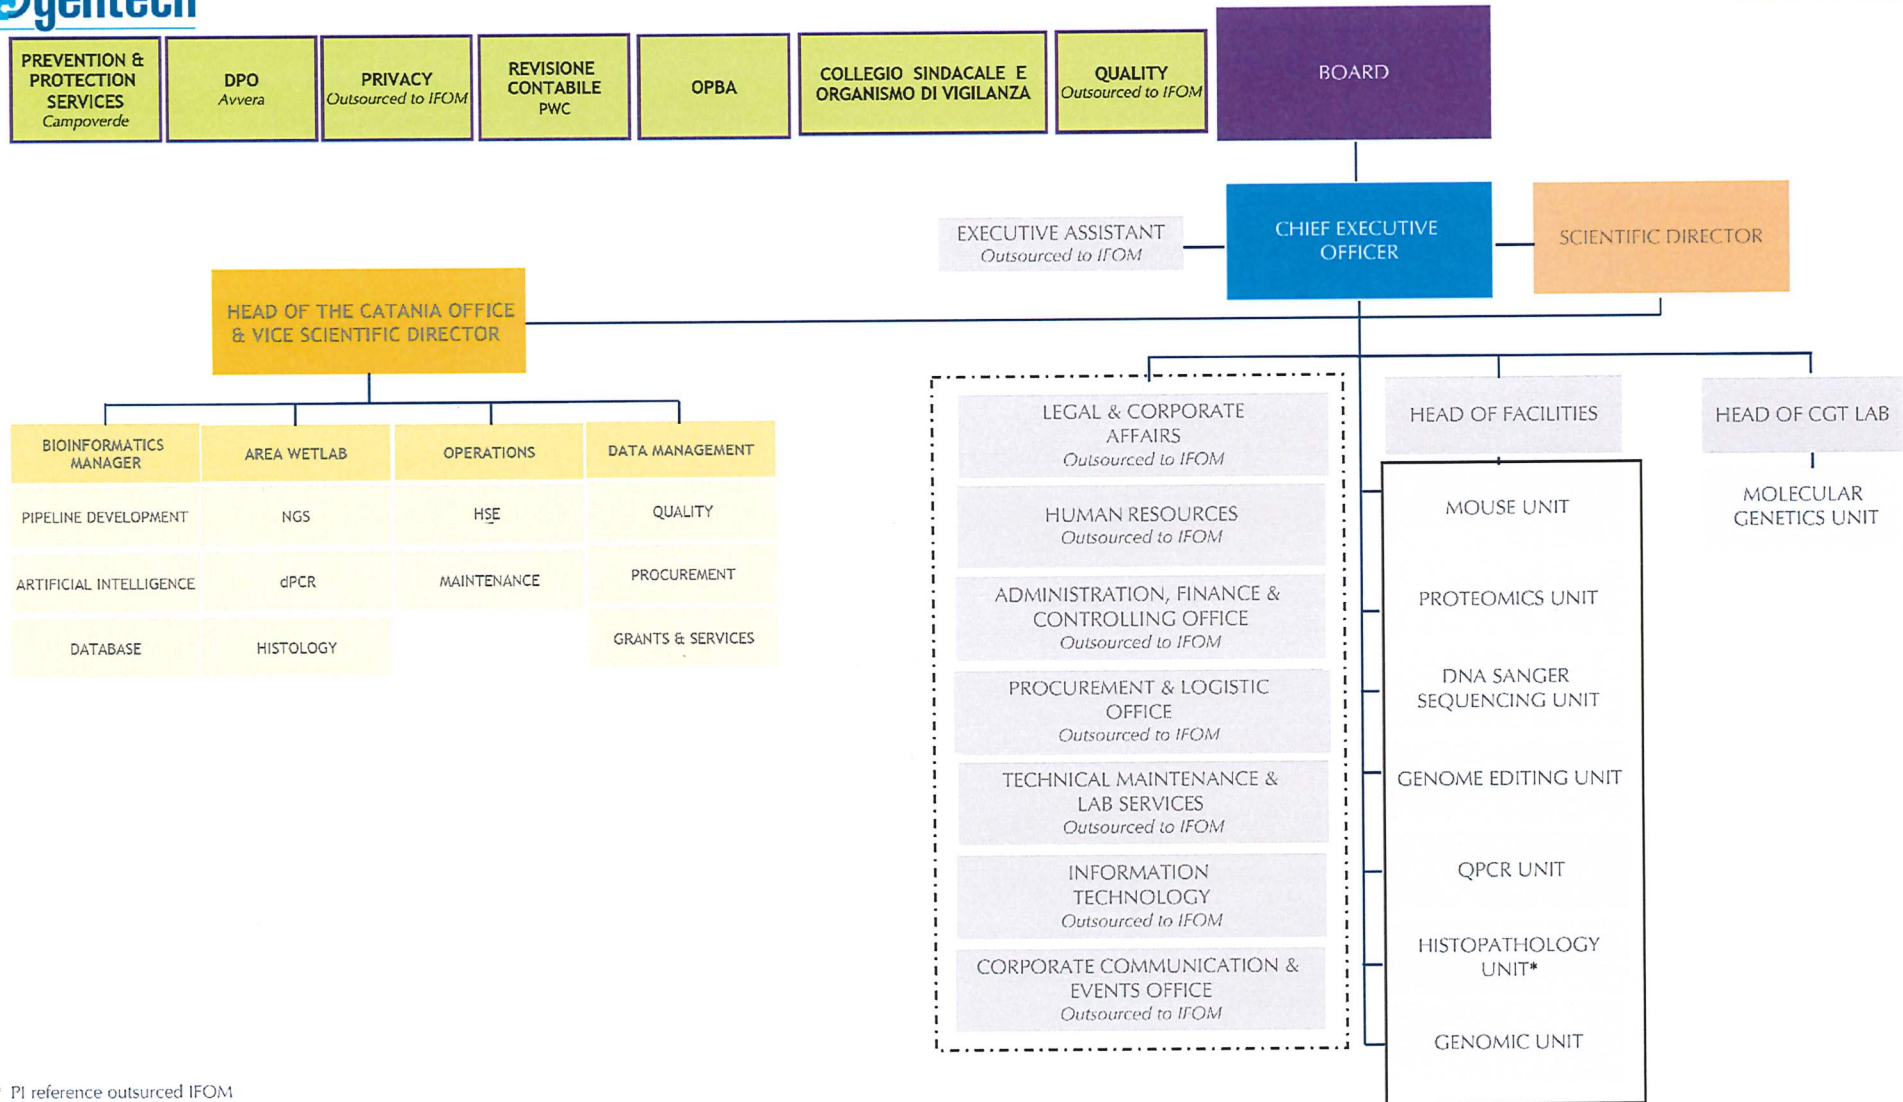 PREVENTION &
PROTECTION
SERVICES
Campoverde
DPO
Avvera
PRIVACY
Outsourced to IFOM
REVISIONE
CONTABILE
PWC
OPBA
COLLEGIO SINDACALE E
ORGANISMO DI VIGILANZA
QUALITY
Outsourced to IFOM
BOARD
EXECUTIVE ASSISTANT
Outsourced to IFOM
CHIEF EXECUTIVE
OFFICER
SCIENTIFIC DIRECTOR
HEAD OF THE CATANIA OFFICE
& VICE SCIENTIFIC DIRECTOR
BIOINFORMATICS
MANAGER
PIPELINE DEVELOPMENT
ARTIFICIAL INTELLIGENCE
DATABASE
AREA WETLAB
NGS
dPCR
HISTOLOGY
OPERATIONS
HSE
MAINTENANCE
DATA MANAGEMENT
QUALITY
PROCUREMENT
GRANTS & SERVICES
LEGAL & CORPORATE
AFFAIRS
Outsourced to IFOM
HUMAN RESOURCES
Outsourced to IFOM
ADMINISTRATION, FINANCE &
CONTROLLING OFFICE
Outsourced to IFOM
PROCUREMENT & LOGISTIC
OFFICE
Outsourced to IFOM
TECHNICAL MAINTENANCE &
LAB SERVICES
Outsourced to IFOM
INFORMATION
TECHNOLOGY
Outsourced to IFOM
CORPORATE COMMUNICATION &
EVENTS OFFICE
Outsourced to IFOM
HEAD OF FACILITIES
MOUSE UNIT
PROTEOMICS UNIT
DNA SANGER
SEQUENCING UNIT
GENOME EDITING UNIT
QPCR UNIT
HISTOPATHOLOGY
UNIT*
GENOMIC UNIT
HEAD OF CGT LAB
MOLECULAR
GENETICS UNIT
PI reference outsurced IFOM